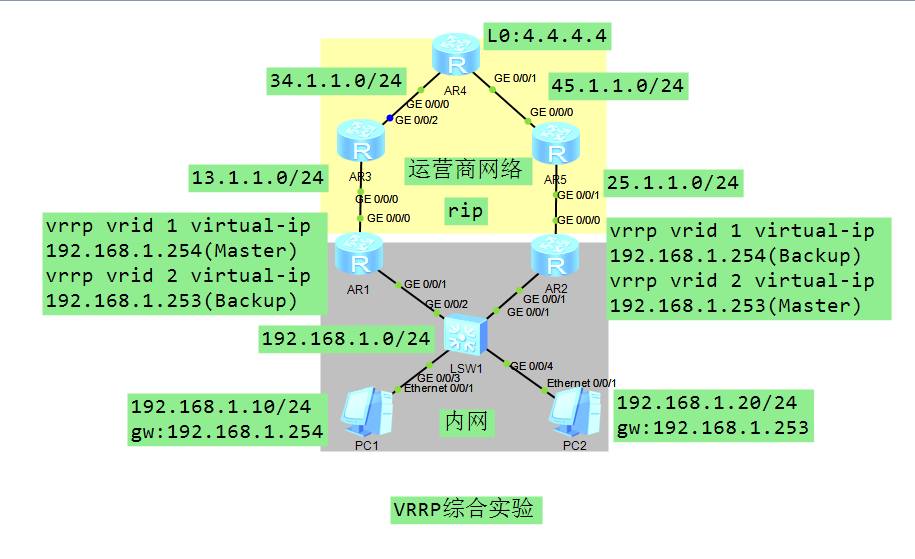 L0:4.4.4.4
34.1.1.0/24
GE 0/0/1
45.1.1.0/24
R
AR4
GE 0/0/0
GE 0/0/0
GE 0/0/2
R
R
运营商网络
13.1.1.0/24
AR3
AR5
25.1.1.0/24
GE 0/0/0
GE 0/0/1
rip
GE 0/0/0
GE 0/0/0
vrrp vrid 1 virtual-ip
192.168.1.254(Master)
vrrp vrid 2 virtual-ip
192.168.1.253(Backup)
R
R
vrrp vrid 1 virtual-ip
192.168.1.254(Backup)
vrrp vrid 2 virtual-ip
192.168.1.253(Master)
AR1
GE 0/0/1
AR2
GE 0/0/1
GE 0/0/2
GE 0/0/1
192.168.1.0/24
LSW1
GE 0/0/3
GE 0/0/4
Ethernet 0/0/1
Ethernet 0/0/1
192.168.1.10/24
gw:192.168.1.254
内网
192.168.1.20/24
gw:192.168.1.253
PC1
PC2
VRRP综合实验